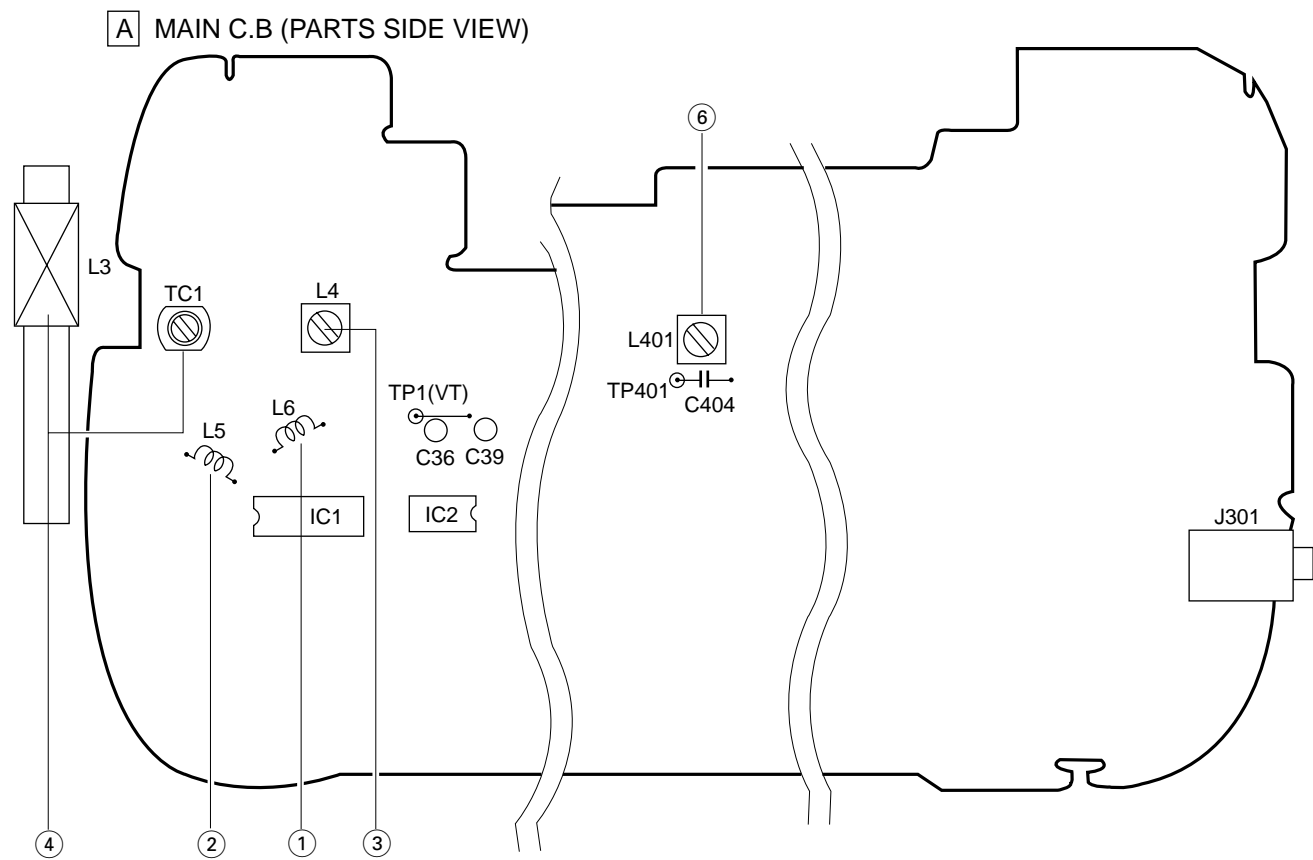 A MAIN C.B (PARTS SIDE VIEW)
6
L3
TC1
L4
L401
TP401
C404
TP1(VT)
L6
L5
C36 C39
IC1
IC2
J301
4
2
1
3